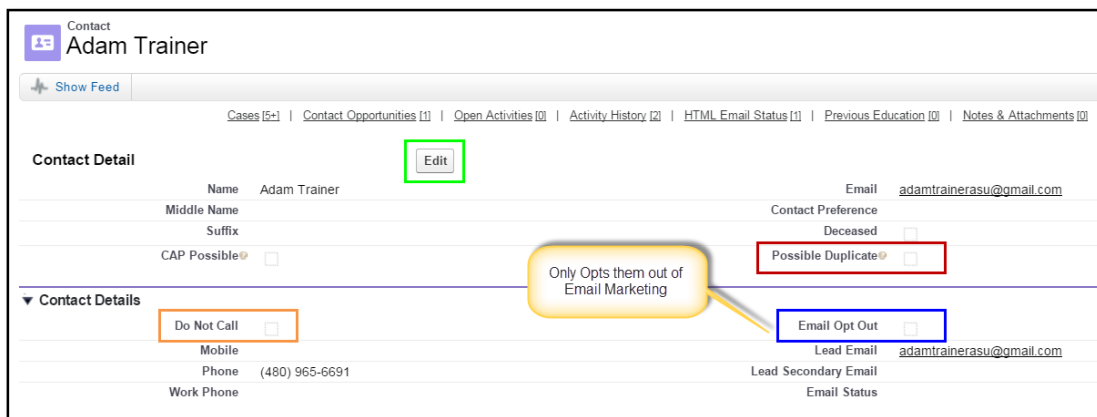 Contact
Adam Trainer
Show Feed
Cases [5+] | Contact Opportunities [1] | Open Activities [0] | Activity History [2] | HTML Email Status [1] | Previous Education [0] | Notes & Attachments [0]
Contact Detail Edit
Name Adam Trainer Email adamtrainerasu@gmail.com
Middle Name Contact Preference
Suffix Deceased
CAP Possible Possible Duplicate
Only Opts them out of
Email Marketing
Contact Details
Do Not Call Email Opt Out
Mobile Lead Email adamtrainerasu@gmail.com
Phone (480) 965-6691 Lead Secondary Email
Work Phone Email Status